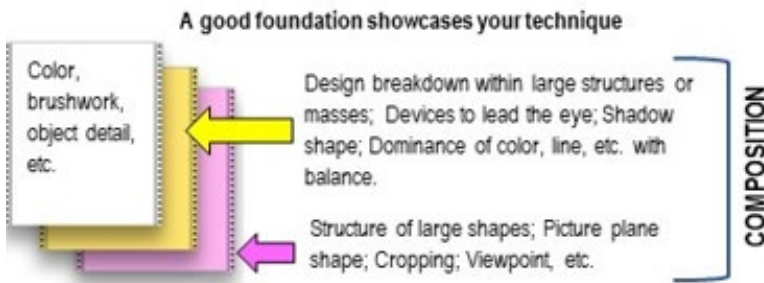 A good foundation showcases your technique
Color,
brushwork,
object detail,
etc.
Design breakdown within large structures or
masses; Devices to lead the eye; Shadow
shape; Dominance of color, line, etc. with
balance.
Structure of large shapes; Picture plane
shape; Cropping; Viewpoint, etc.
COMPOSITION